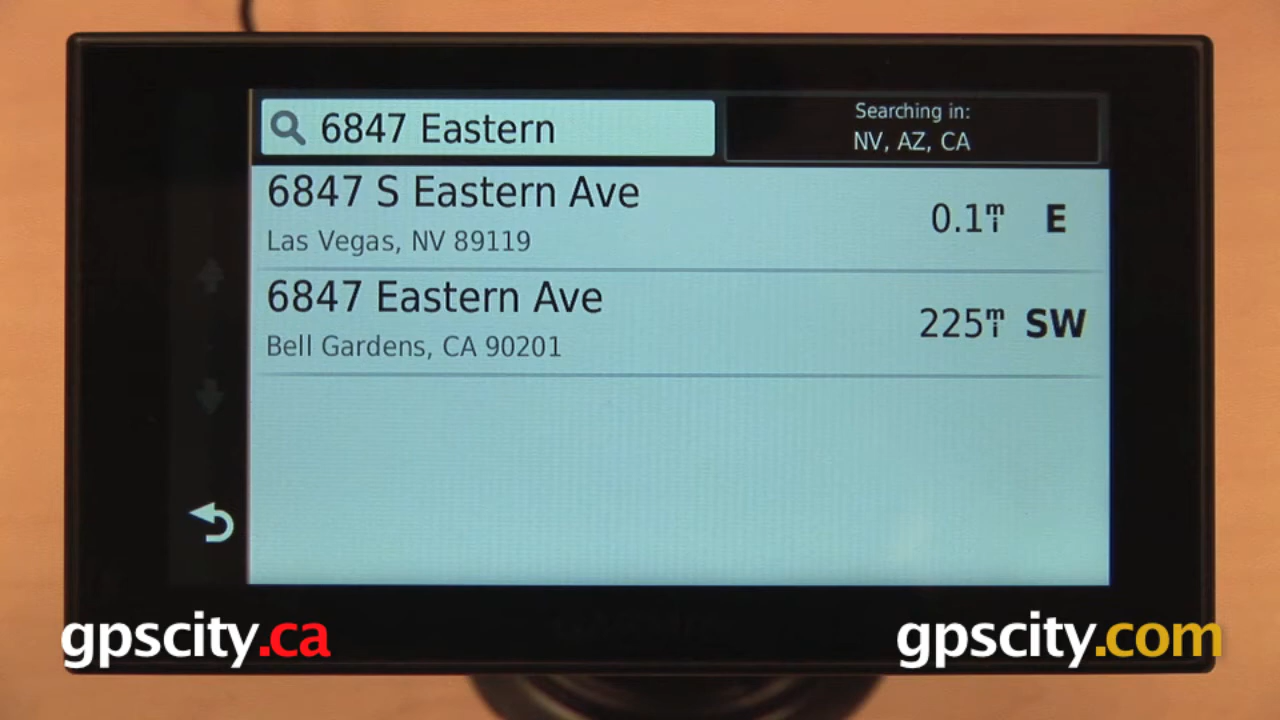 6847 Eastern
Searching in:
NV, AZ, CA
6847 S Eastern Ave
Las Vegas, NV 89119
0.1mi E
6847 Eastern Ave
Bell Gardens, CA 90201
225mi SW
gpscity.ca
gpscity.com